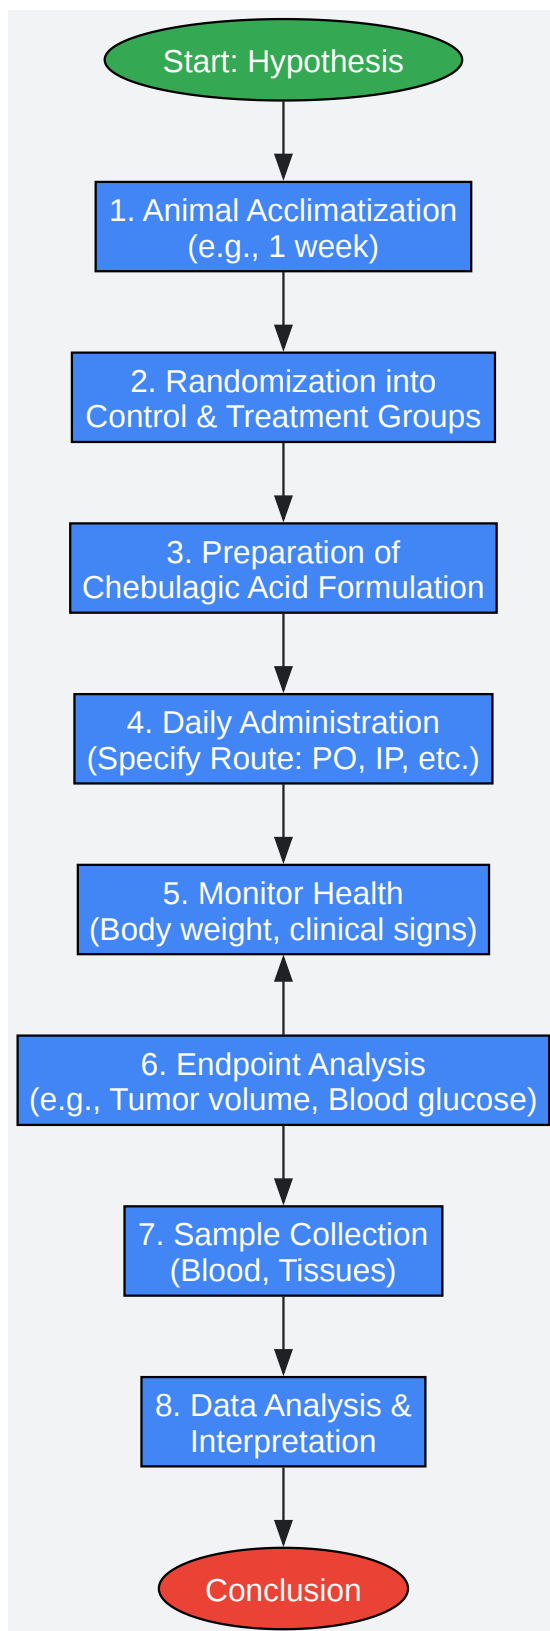 Start: Hypothesis
1. Animal Acclimatization
(e.g., 1 week)
2. Randomization into
Control & Treatment Groups
3. Preparation of
Chebulagic Acid Formulation
4. Daily Administration
(Specify Route: PO, IP, etc.)
5. Monitor Health
(Body weight, clinical signs)
6. Endpoint Analysis
(e.g., Tumor volume, Blood glucose)
7. Sample Collection
(Blood, Tissues)
8. Data Analysis &
Interpretation
Conclusion